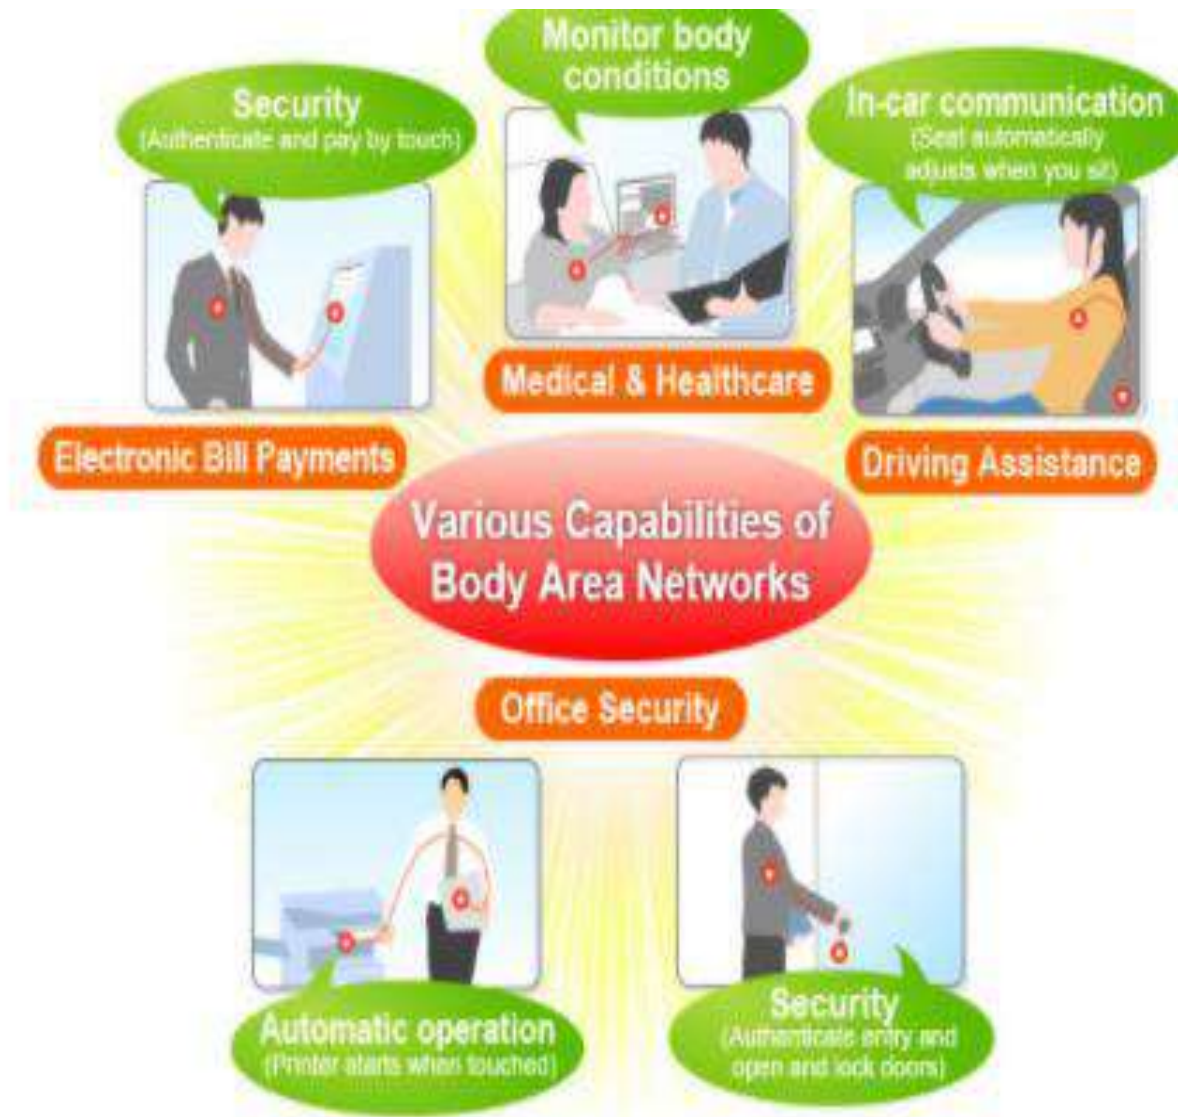 Monitor body
conditions
Security
(Authenticate and pay by touch)
In-car communication
(Seat automatically
adjusts when you sit)
Medical & Healthcare
Electronic Bill Payments
Driving Assistance
Various Capabilities of
Body Area Networks
Office Security
Automatic operation
(Printer starts when touched)
Security
(Authenticate entry and
open and lock doors)